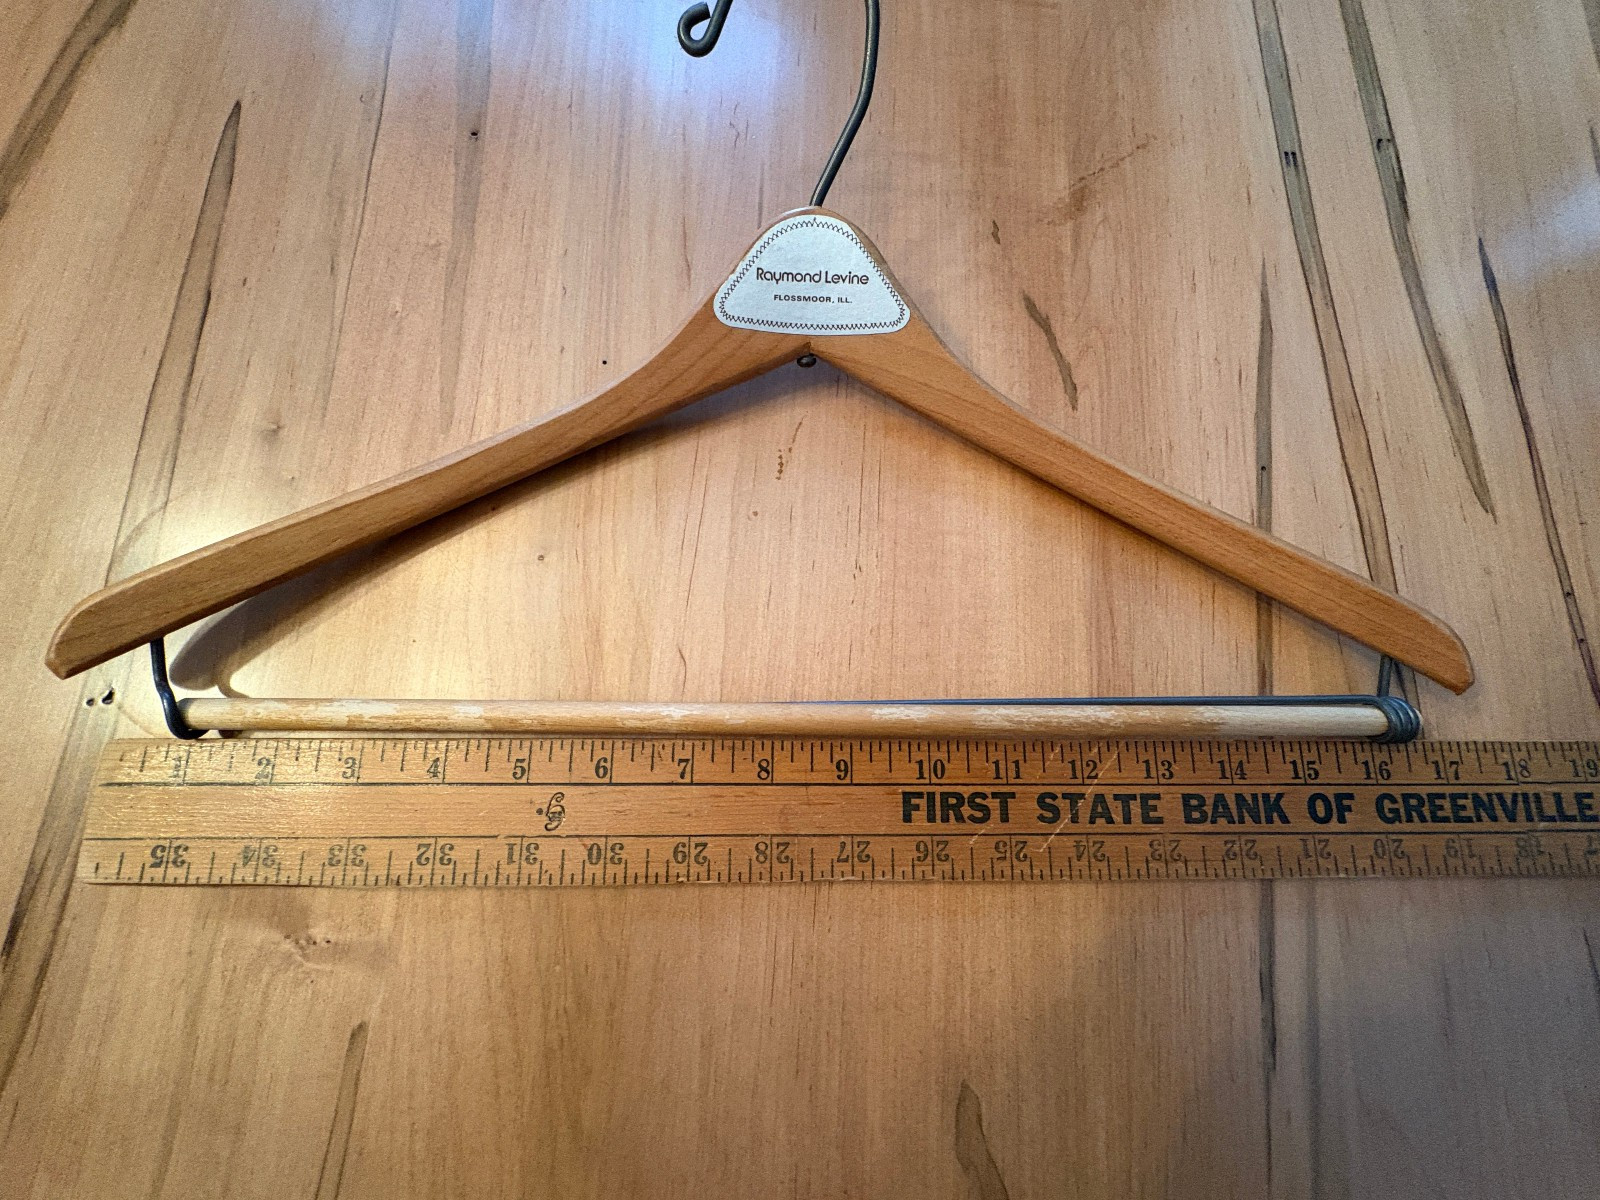 Raymond Levine
FLOSSMOOR, ILL.
1 2 3 4 5 6 7 8 9 10 11 12 13 14 15 16 17 18 19
FIRST STATE BANK OF GREENVILLE
35 34 33 32 31 30 29 28 27 26 25 24 23 22 21 20 19 18 17